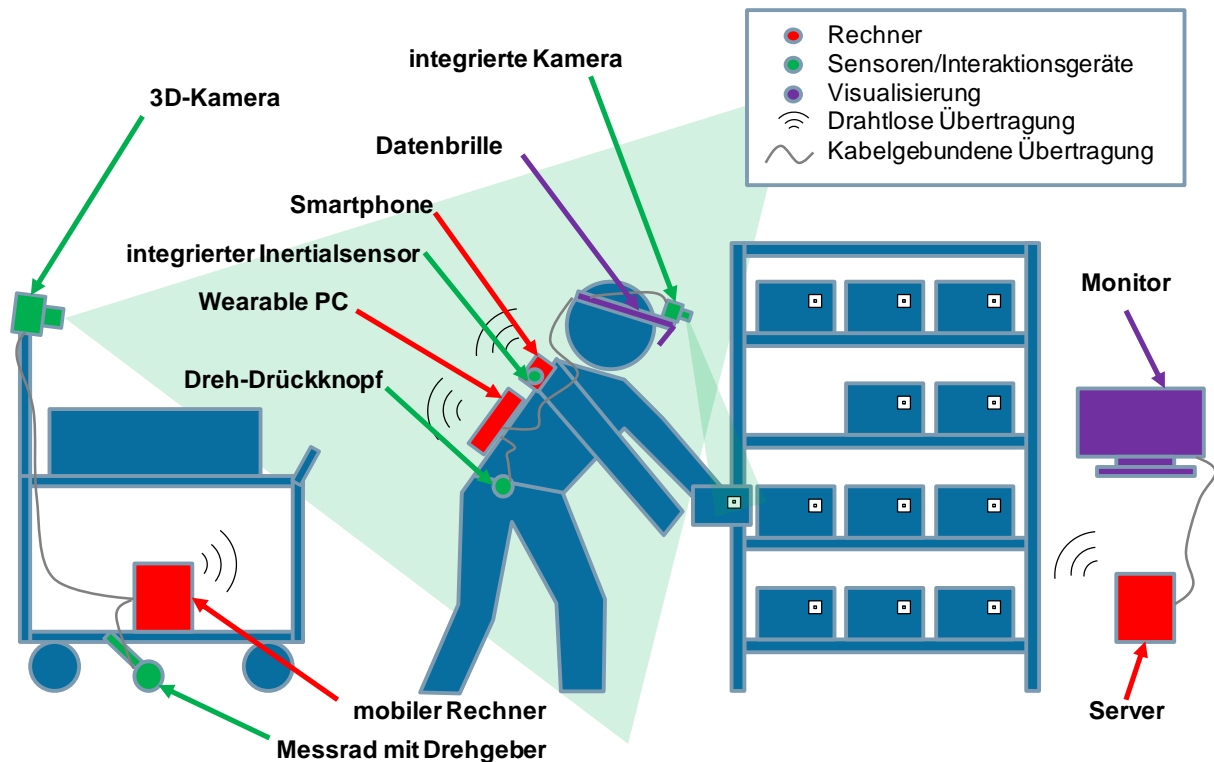 Rechner
Sensoren/Interaktionsgeräte
Visualisierung
Drahtlose Übertragung
Kabelgebundene Übertragung
integrierte Kamera
3D-Kamera
Datenbrille
Smartphone
integrierter Inertialsensor
Wearable PC
Monitor
Dreh-Drückknopf
mobiler Rechner
Server
Messrad mit Drehgeber